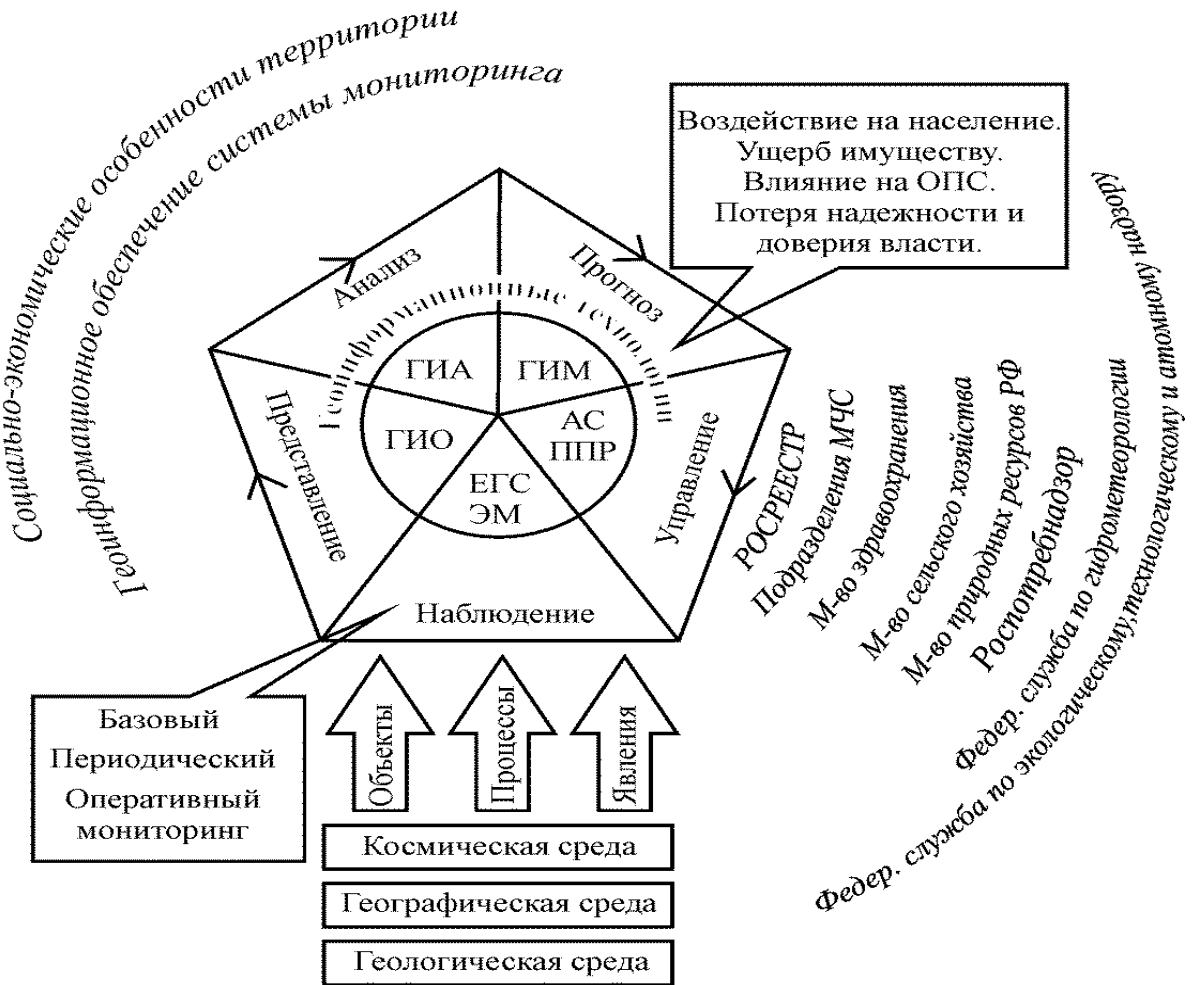 Социально-экономические особенности территории
Геоинформационное обеспечение системы мониторинга
Воздействие на население.
Ущерб имуществу.
Влияние на ОПС.
Потеря надежности и
доверия власти.
Анализ
Прогноз
Геоинформационные технологии
ГИА
ГИМ
ГИО
АС
ППР
ЕГС
ЭМ
Представление
Управление
Наблюдение
РОСРЕЕСТР
Подразделения МЧС
М-во здравоохранения
М-во сельского хозяйства
М-во природных ресурсов РФ
Роспотребнадзор
Федер. служба по гидрометеорологии
Федер. служба по экологическому,технологическому и атомному надзору
Базовый
Периодический
Оперативный
мониторинг
Объекты
Процессы
Явления
Космическая среда
Географическая среда
Геологическая среда